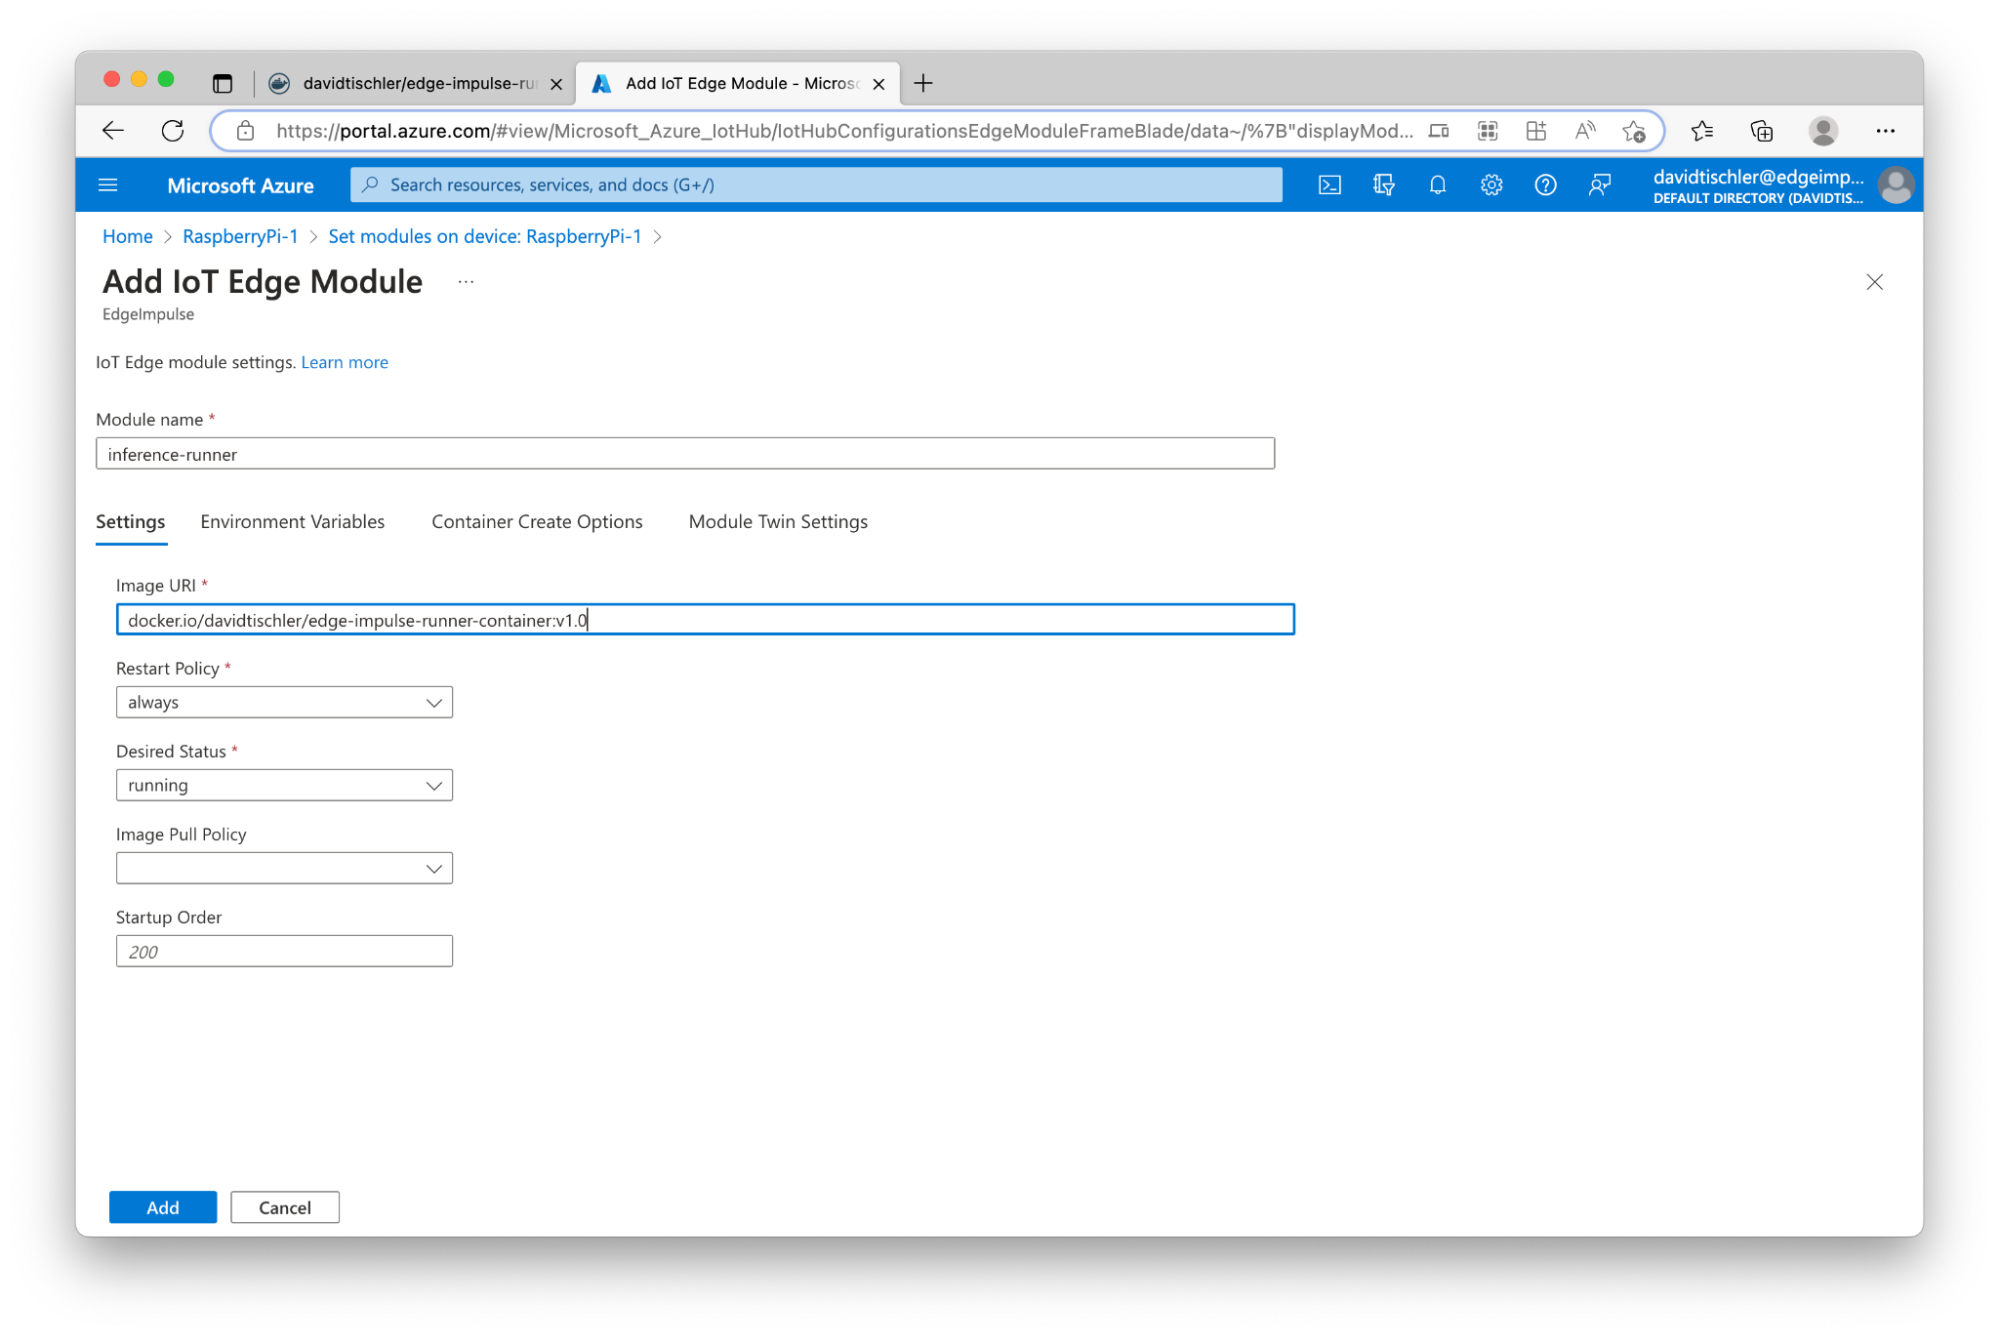 davidtischler/edge-impulse-ru
Add IoT Edge Module - Micros
https://portal.azure.com/#view/Microsoft_Azure_IotHub/IotHubConfigurationsEdgeModuleFrameBlade/data~/%7B"displayMod...
Microsoft Azure
Search resources, services, and docs (G+/)
davidtischler@edgeimp...
DEFAULT DIRECTORY (DAVIDTIS...
Home > RaspberryPi-1 > Set modules on device: RaspberryPi-1 >
Add IoT Edge Module ...
EdgeImpulse
IoT Edge module settings. Learn more
Module name *
inference-runner
Settings Environment Variables Container Create Options Module Twin Settings
Image URI *
docker.io/davidtischler/edge-impulse-runner-container:v1.0
Restart Policy *
always
Desired Status *
running
Image Pull Policy
Startup Order
200
Add Cancel